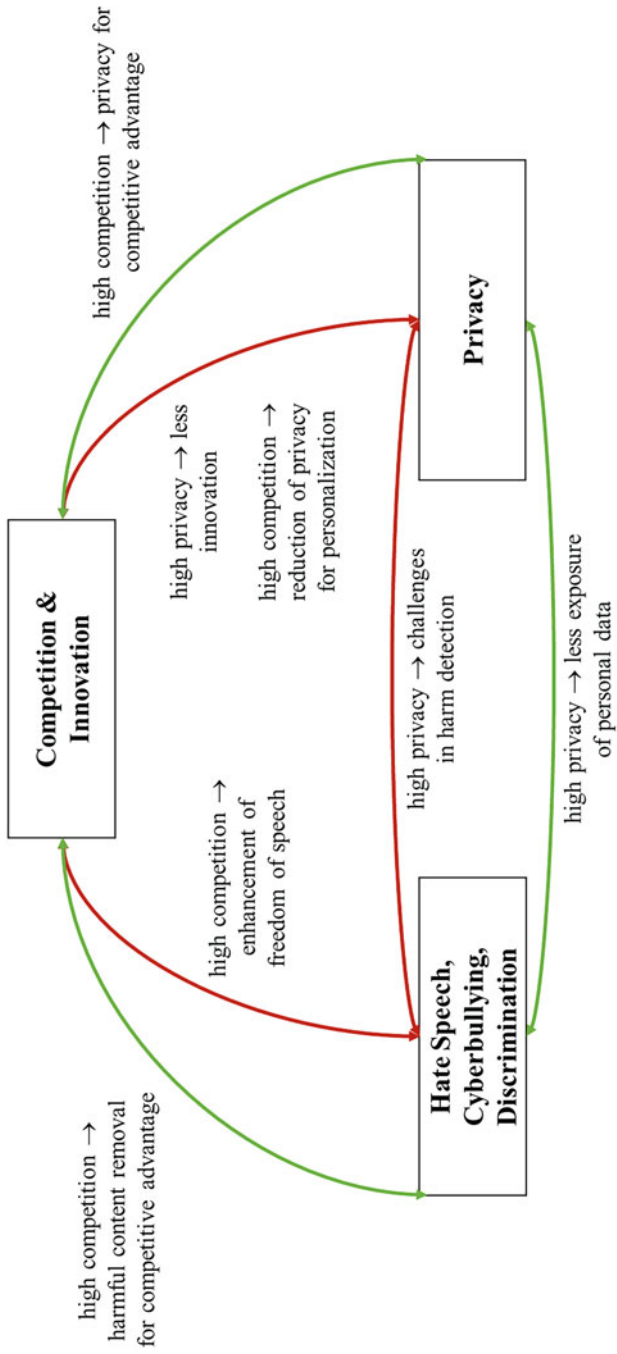 Competition &
Innovation
high competition → privacy for
competitive advantage
high competition →
harmful content removal
for competitive advantage
high competition →
enhancement of
freedom of speech
high privacy → less
innovation
high competition →
reduction of privacy
for personalization
Hate Speech,
Cyberbullying,
Discrimination
high privacy → challenges
in harm detection
Privacy
high privacy → less exposure
of personal data